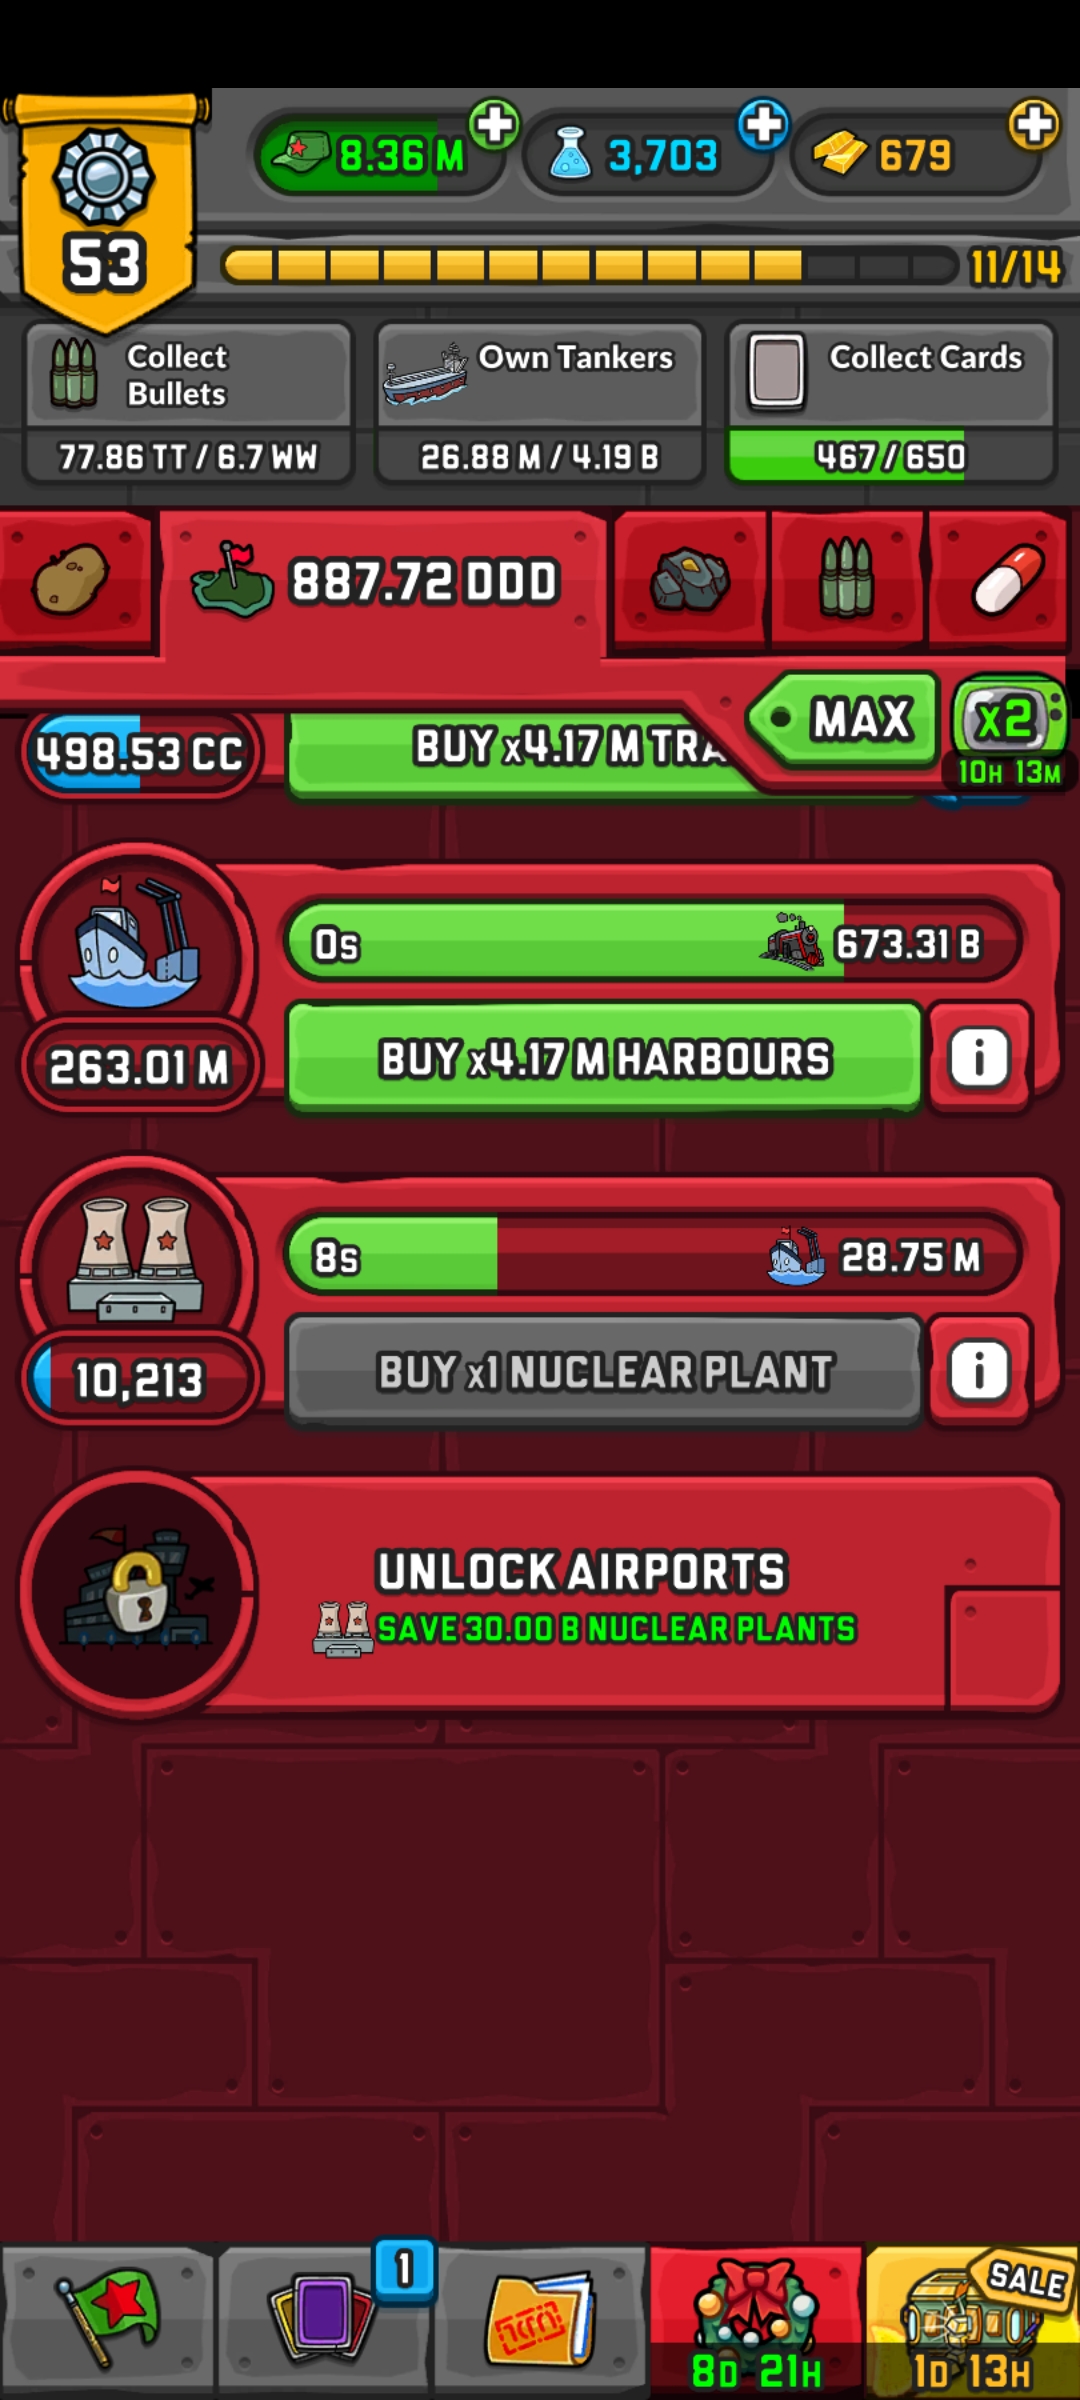 8.36 M
3,703
679
53
11/14
Collect
Bullets
77.86 TT / 6.7 WW
Own Tankers
26.88 M / 4.19 B
Collect Cards
467 / 650
887.72 DDD
MAX
x2
10H 13M
498.53 CC
BUY x4.17 M TRA
0s
673.31 B
263.01 M
BUY x4.17 M HARBOURS
i
8s
28.75 M
10,213
BUY x1 NUCLEAR PLANT
i
UNLOCK AIRPORTS
SAVE 30.00 B NUCLEAR PLANTS
1
SALE
8D 21H
1D 13H